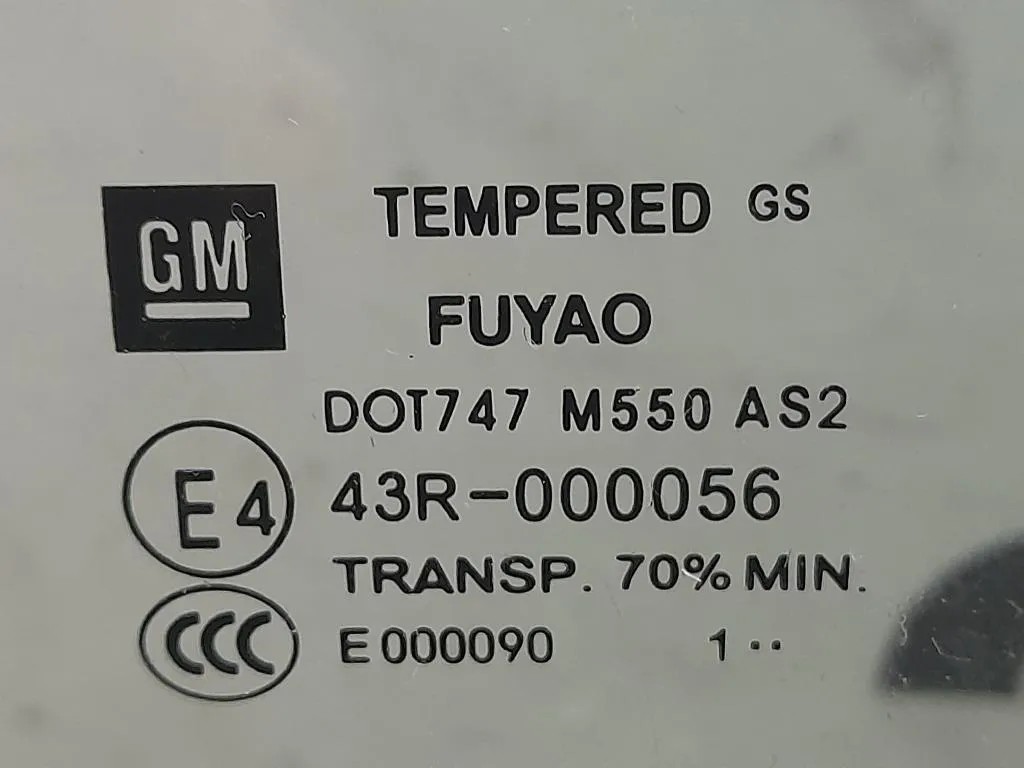 GM
TEMPERED GS
FUYAO
DOT747 M550 AS2
E4 43R-000056
TRANSP. 70% MIN.
CCC E000090 1 ··